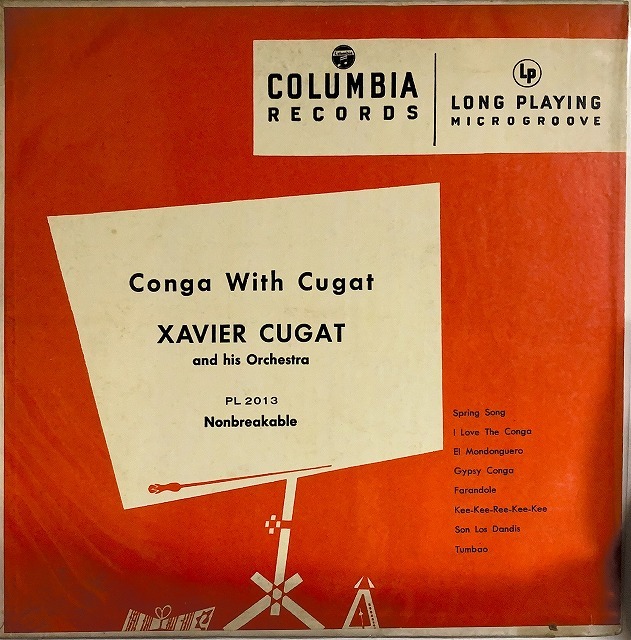 Columbia
COLUMBIA
RECORDS
LP
LONG PLAYING
MICROGROOVE
Conga With Cugat
XAVIER CUGAT
and his Orchestra
PL 2013
Nonbreakable
Spring Song
I Love The Conga
El Mondonguero
Gypsy Conga
Farandole
Kee-Kee-Ree-Kee-Kee
Son Los Dandis
Tumbao